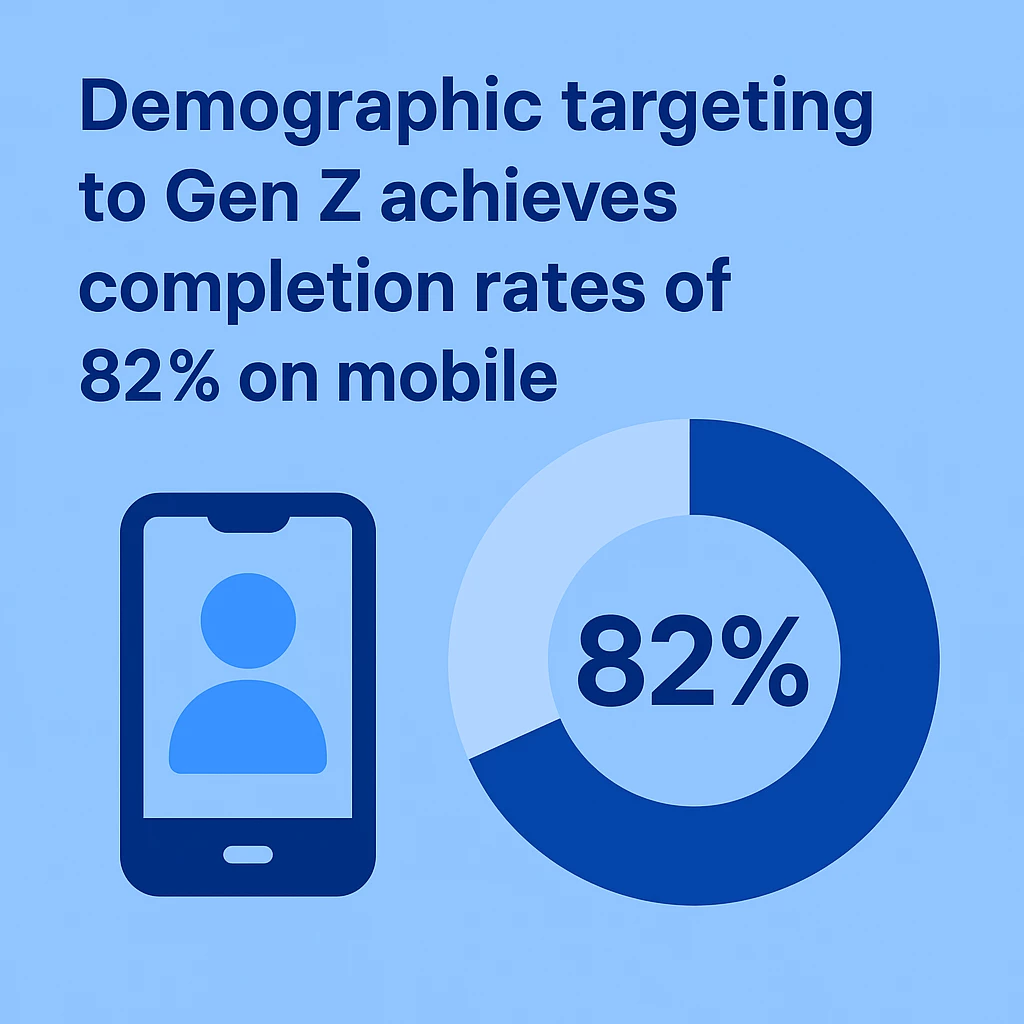 Demographic targeting
to Gen Z achieves
completion rates of
82% on mobile
82%